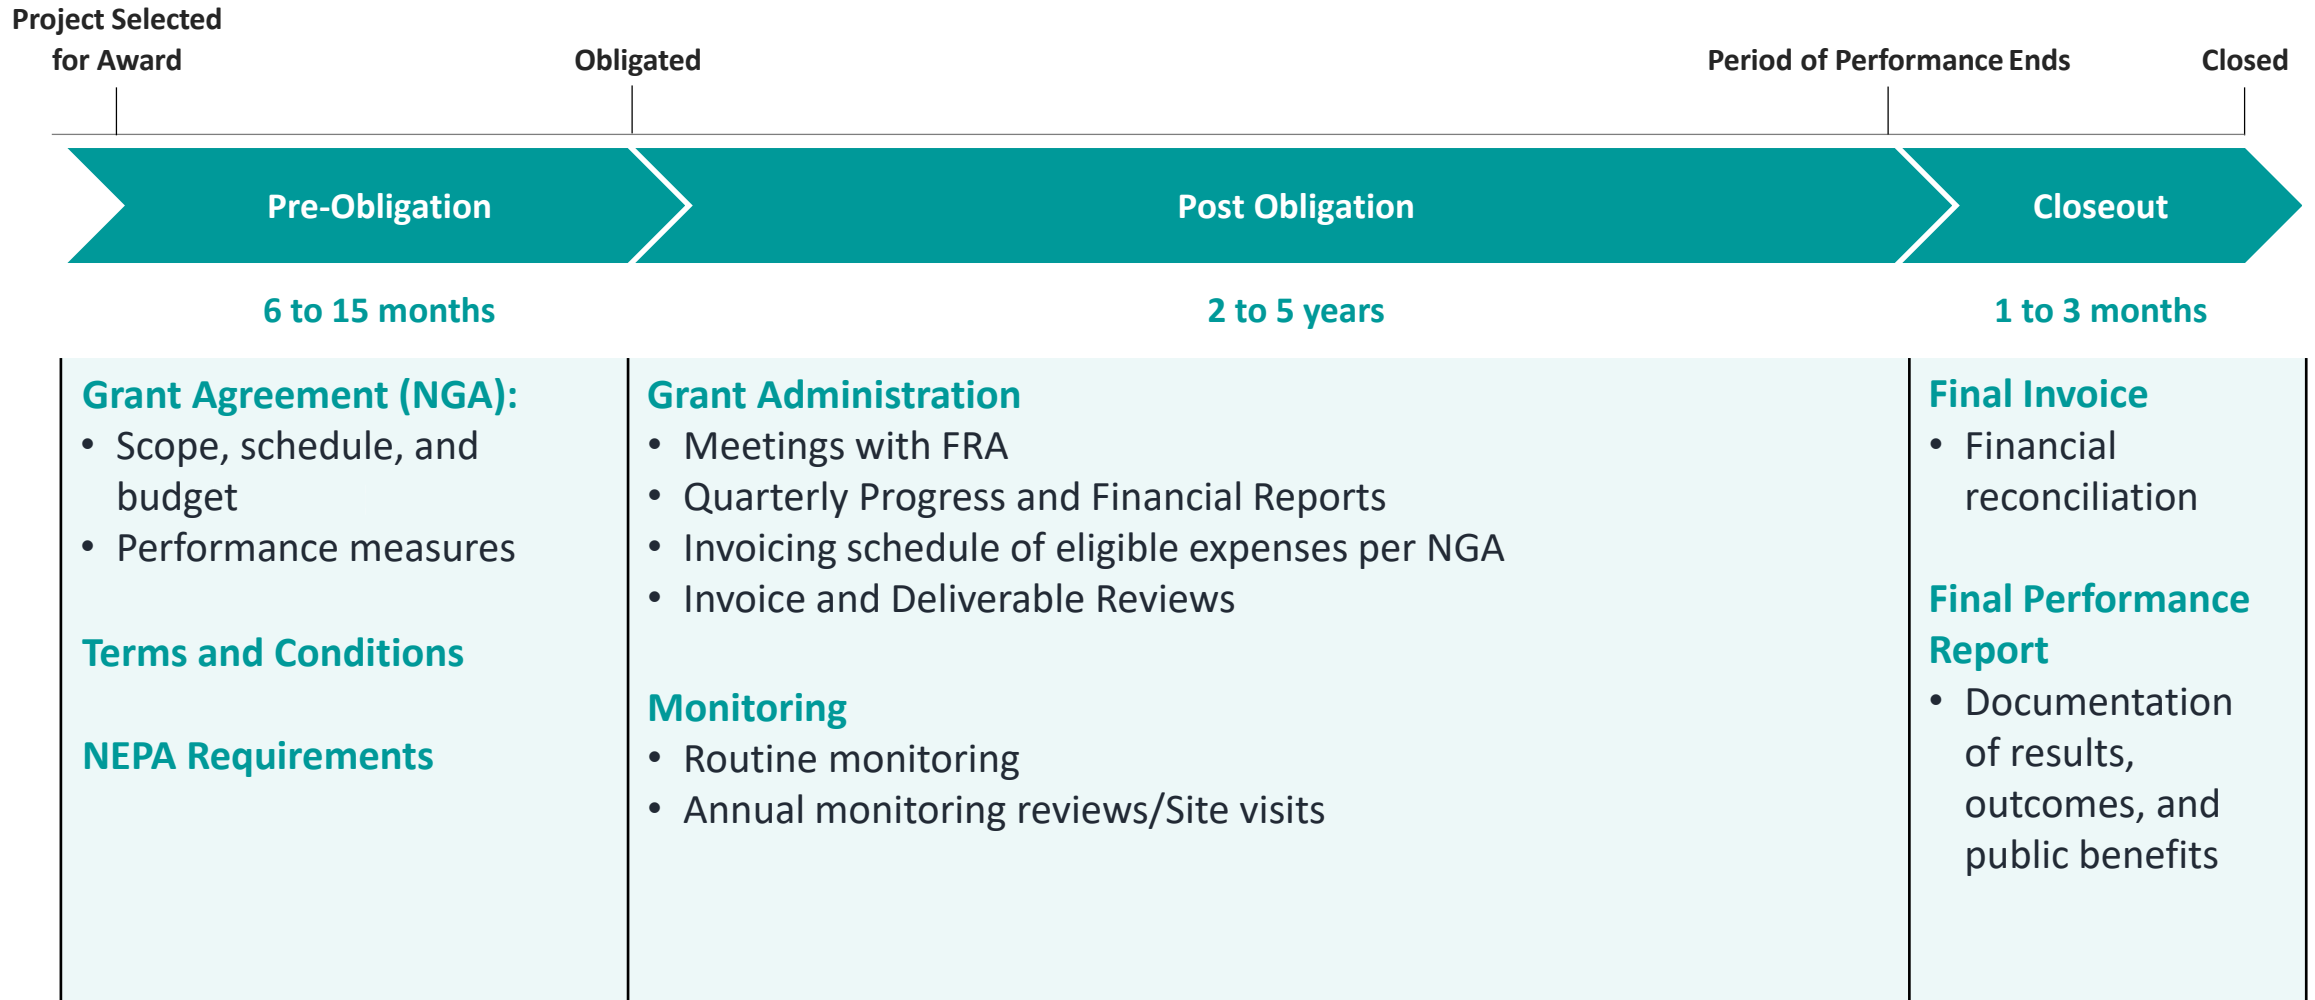 Project Selected
for Award
Obligated
Period of Performance Ends
Closed
Pre-Obligation
Post Obligation
Closeout
6 to 15 months
2 to 5 years
1 to 3 months
Grant Agreement (NGA):
• Scope, schedule, and
budget
• Performance measures
Terms and Conditions
NEPA Requirements
Grant Administration
• Meetings with FRA
• Quarterly Progress and Financial Reports
• Invoicing schedule of eligible expenses per NGA
• Invoice and Deliverable Reviews
Monitoring
• Routine monitoring
• Annual monitoring reviews/Site visits
Final Invoice
• Financial
reconciliation
Final Performance
Report
• Documentation
of results,
outcomes, and
public benefits